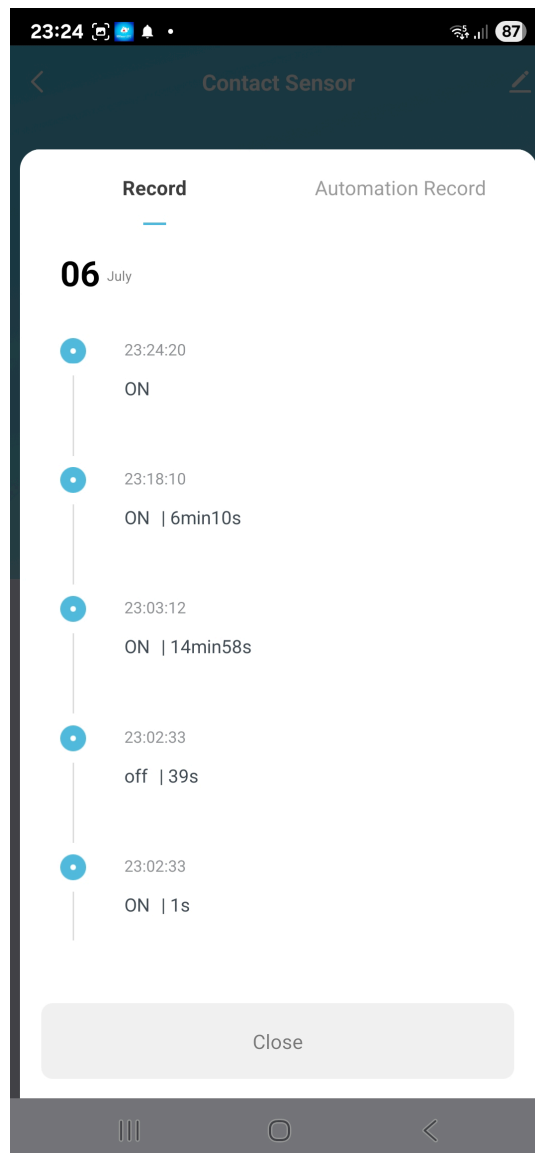 23:24 87
Contact Sensor
Record Automation Record
06 July
23:24:20
ON
23:18:10
ON | 6min10s
23:03:12
ON | 14min58s
23:02:33
off | 39s
23:02:33
ON | 1s
Close